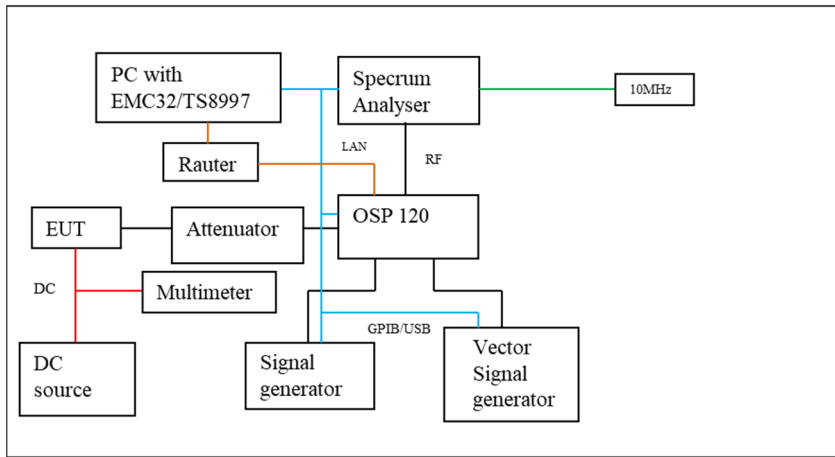 PC with
EMC32/TS8997
Specrum
Analyser
10MHz
Rauter
LAN
RF
EUT
Attenuator
OSP 120
DC
Multimeter
GPIB/USB
DC
source
Signal
generator
Vector
Signal
generator